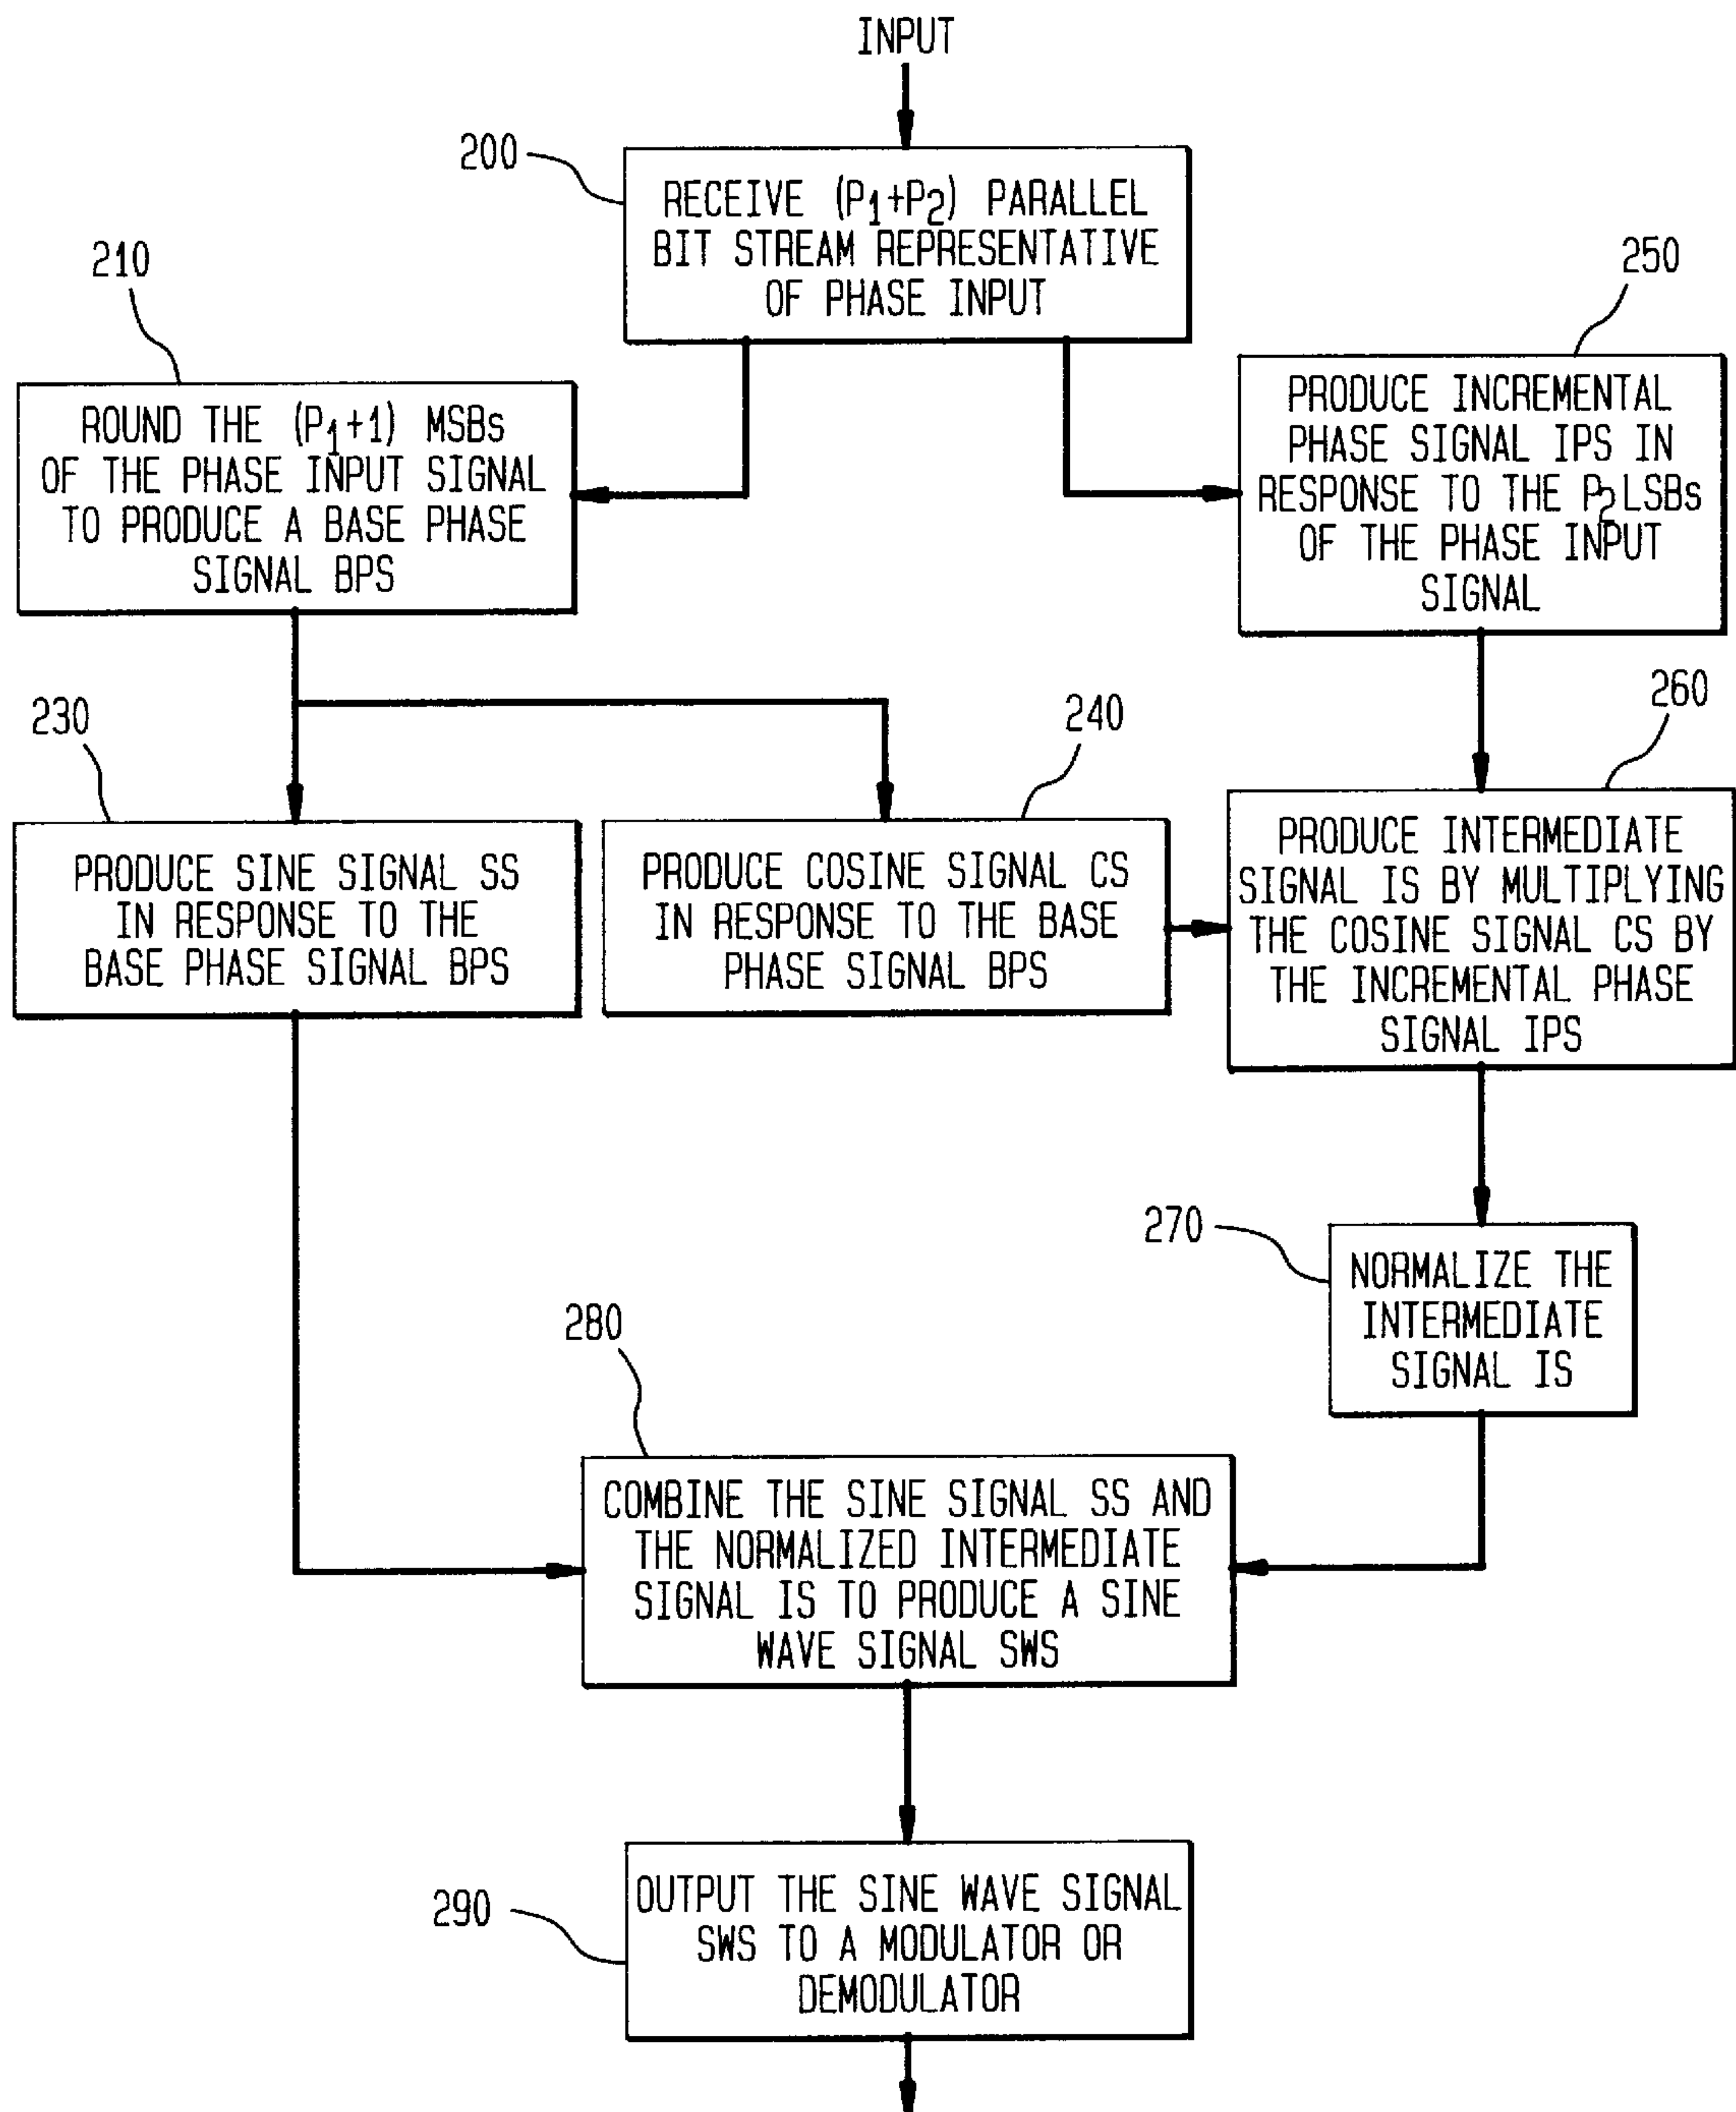 INPUT
200
RECEIVE (P1+P2) PARALLEL
BIT STREAM REPRESENTATIVE
OF PHASE INPUT
210
ROUND THE (P1+1) MSBs
OF THE PHASE INPUT SIGNAL
TO PRODUCE A BASE PHASE
SIGNAL BPS
250
PRODUCE INCREMENTAL
PHASE SIGNAL IPS IN
RESPONSE TO THE P2 LSBs
OF THE PHASE INPUT
SIGNAL
230
PRODUCE SINE SIGNAL SS
IN RESPONSE TO THE
BASE PHASE SIGNAL BPS
240
PRODUCE COSINE SIGNAL CS
IN RESPONSE TO THE BASE
PHASE SIGNAL BPS
260
PRODUCE INTERMEDIATE
SIGNAL IS BY MULTIPLYING
THE COSINE SIGNAL CS BY
THE INCREMENTAL PHASE
SIGNAL IPS
270
NORMALIZE THE
INTERMEDIATE
SIGNAL IS
280
COMBINE THE SINE SIGNAL SS AND
THE NORMALIZED INTERMEDIATE
SIGNAL IS TO PRODUCE A SINE
WAVE SIGNAL SWS
290
OUTPUT THE SINE WAVE SIGNAL
SWS TO A MODULATOR OR
DEMODULATOR